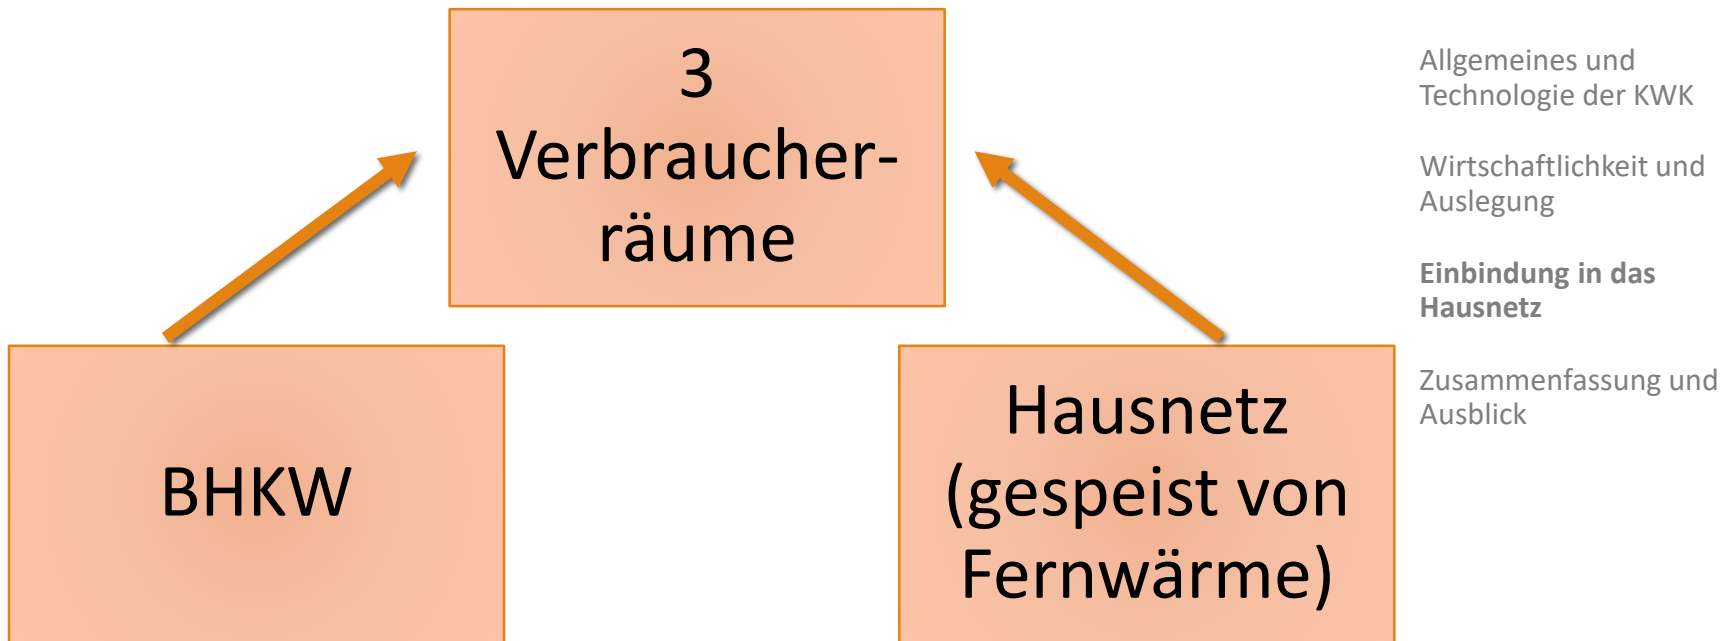 3
Verbraucher-
räume
BHKW
Hausnetz
(gespeist von
Fernwärme)
Allgemeines und
Technologie der KWK
Wirtschaftlichkeit und
Auslegung
Einbindung in das
Hausnetz
Zusammenfassung und
Ausblick